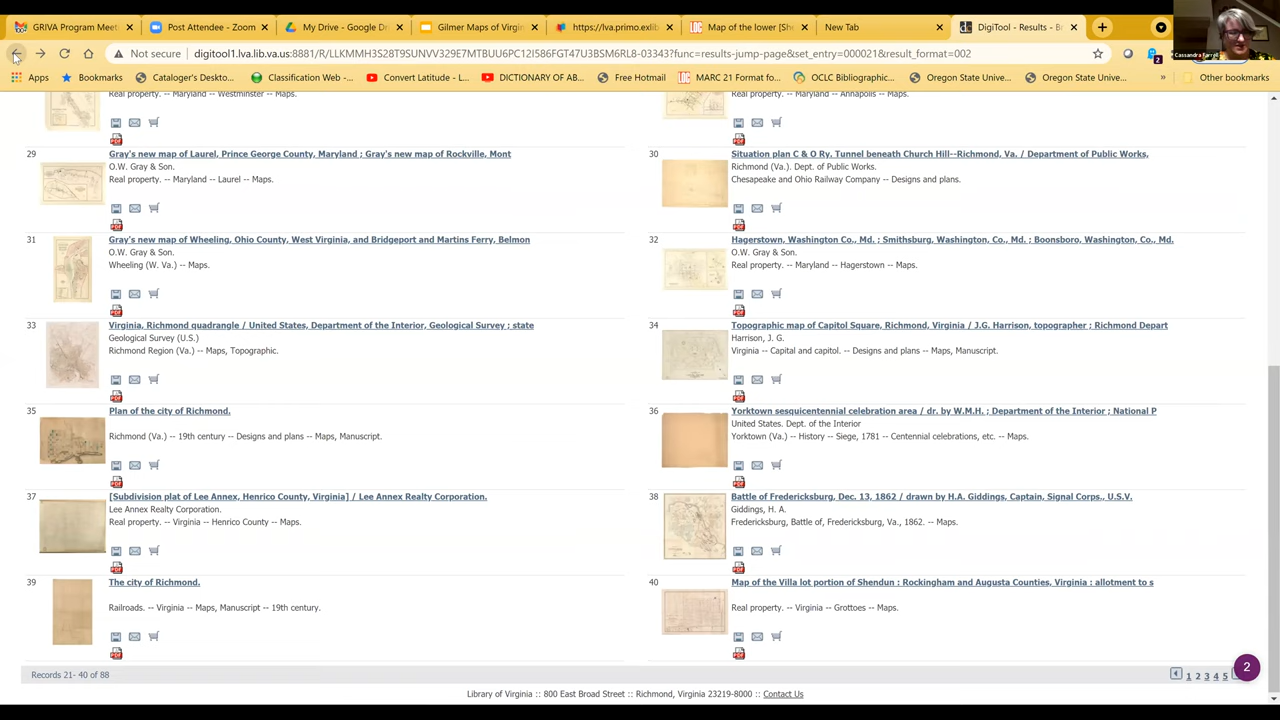 GRIVA Program Meet
Post Attendee - Zoom
My Drive - Google Dr
Gilmer Maps of Virgin
https://lva.primo.exlib
Map of the lower [She
New Tab
DigiTool - Results - B
Not secure digitool1.lva.lib.va.us:8881/R/LLKMMH3S28T9SUNVV329E7MTBUU6PC12I586FGT47U3BSM6RL8-03343?func=results-jump-page&set_entry=000021&result_format=002
Cassandra Farrell
2
Apps Bookmarks Cataloger's Deskto... Classification Web -... Convert Latitude - L... DICTIONARY OF AB... Free Hotmail MARC 21 Format fo... OCLC Bibliographic... Oregon State Unive... Oregon State Unive... » Other bookmarks
Real property. -- Maryland -- Westminster -- Maps.
Real property. -- Maryland -- Annapolis -- Maps.
29 Gray's new map of Laurel, Prince George County, Maryland ; Gray's new map of Rockville, Mont
O.W. Gray & Son.
Real property. -- Maryland -- Laurel -- Maps.
30 Situation plan C & O Ry. Tunnel beneath Church Hill--Richmond, Va. / Department of Public Works,
Richmond (Va.). Dept. of Public Works.
Chesapeake and Ohio Railway Company -- Designs and plans.
31 Gray's new map of Wheeling, Ohio County, West Virginia, and Bridgeport and Martins Ferry, Belmon
O.W. Gray & Son.
Wheeling (W. Va.) -- Maps.
32 Hagerstown, Washington Co., Md. ; Smithsburg, Washington, Co., Md. ; Boonsboro, Washington, Co., Md.
O.W. Gray & Son.
Real property. -- Maryland -- Hagerstown -- Maps.
33 Virginia, Richmond quadrangle / United States, Department of the Interior, Geological Survey ; state
Geological Survey (U.S.)
Richmond Region (Va.) -- Maps, Topographic.
34 Topographic map of Capitol Square, Richmond, Virginia / J.G. Harrison, topographer ; Richmond Depart
Harrison, J. G.
Virginia -- Capital and capitol. -- Designs and plans -- Maps, Manuscript.
35 Plan of the city of Richmond.
Richmond (Va.) -- 19th century -- Designs and plans -- Maps, Manuscript.
36 Yorktown sesquicentennial celebration area / dr. by W.M.H. ; Department of the Interior ; National P
United States. Dept. of the Interior
Yorktown (Va.) -- History -- Siege, 1781 -- Centennial celebrations, etc. -- Maps.
37 [Subdivision plat of Lee Annex, Henrico County, Virginia] / Lee Annex Realty Corporation.
Lee Annex Realty Corporation.
Real property. -- Virginia -- Henrico County -- Maps.
38 Battle of Fredericksburg, Dec. 13, 1862 / drawn by H.A. Giddings, Captain, Signal Corps., U.S.V.
Giddings, H. A.
Fredericksburg, Battle of, Fredericksburg, Va., 1862. -- Maps.
39 The city of Richmond.
Railroads. -- Virginia -- Maps, Manuscript -- 19th century.
40 Map of the Villa lot portion of Shendun : Rockingham and Augusta Counties, Virginia : allotment to s
Real property. -- Virginia -- Grottoes -- Maps.
Records 21- 40 of 88
1 2 3 4 5
2
Library of Virginia :: 800 East Broad Street :: Richmond, Virginia 23219-8000 :: Contact Us